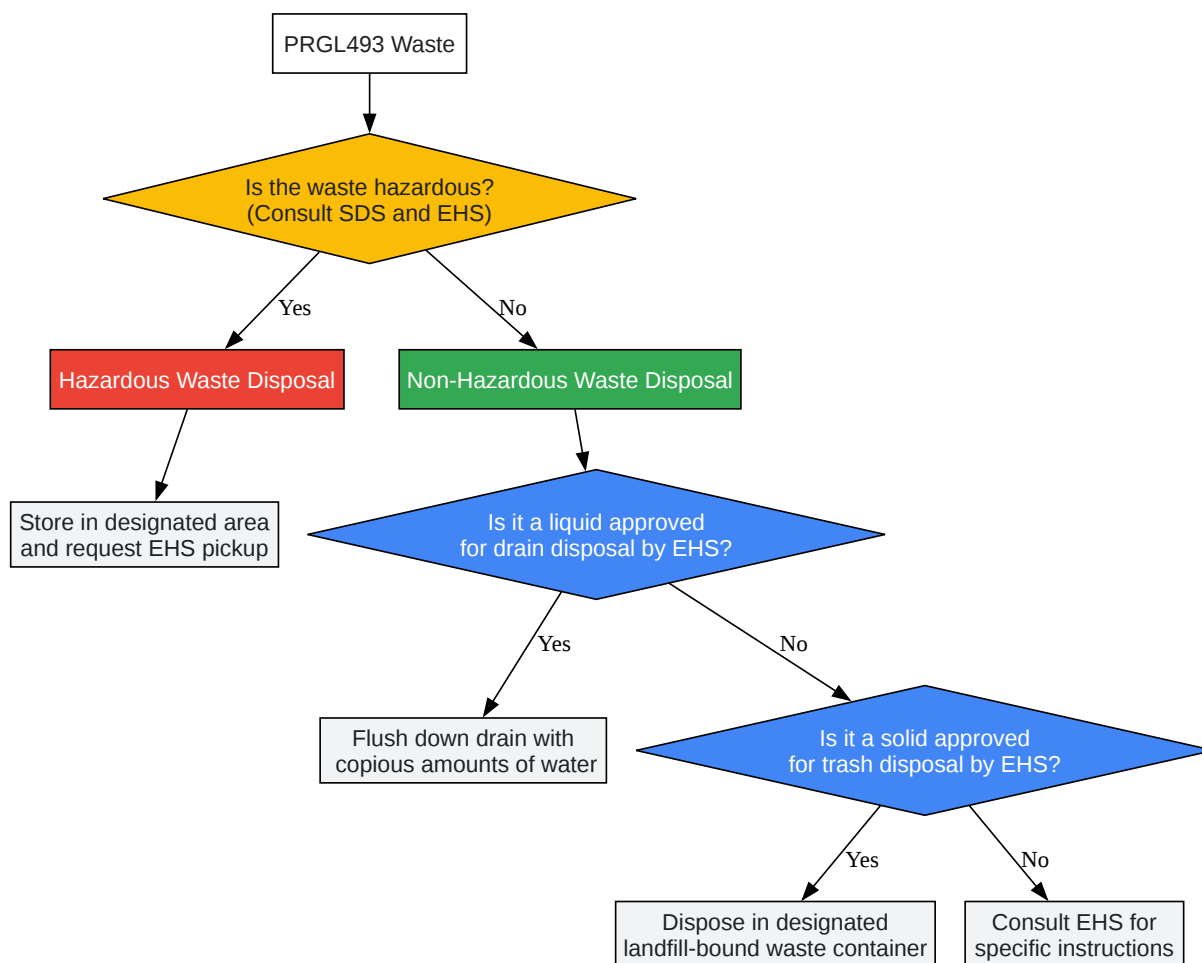 PRGL493 Waste
Is the waste hazardous?
(Consult SDS and EHS)
Yes
No
Hazardous Waste Disposal
Non-Hazardous Waste Disposal
Store in designated area
and request EHS pickup
Is it a liquid approved
for drain disposal by EHS?
Yes
No
Flush down drain with
copious amounts of water
Is it a solid approved
for trash disposal by EHS?
Yes
No
Dispose in designated
landfill-bound waste container
Consult EHS for
specific instructions